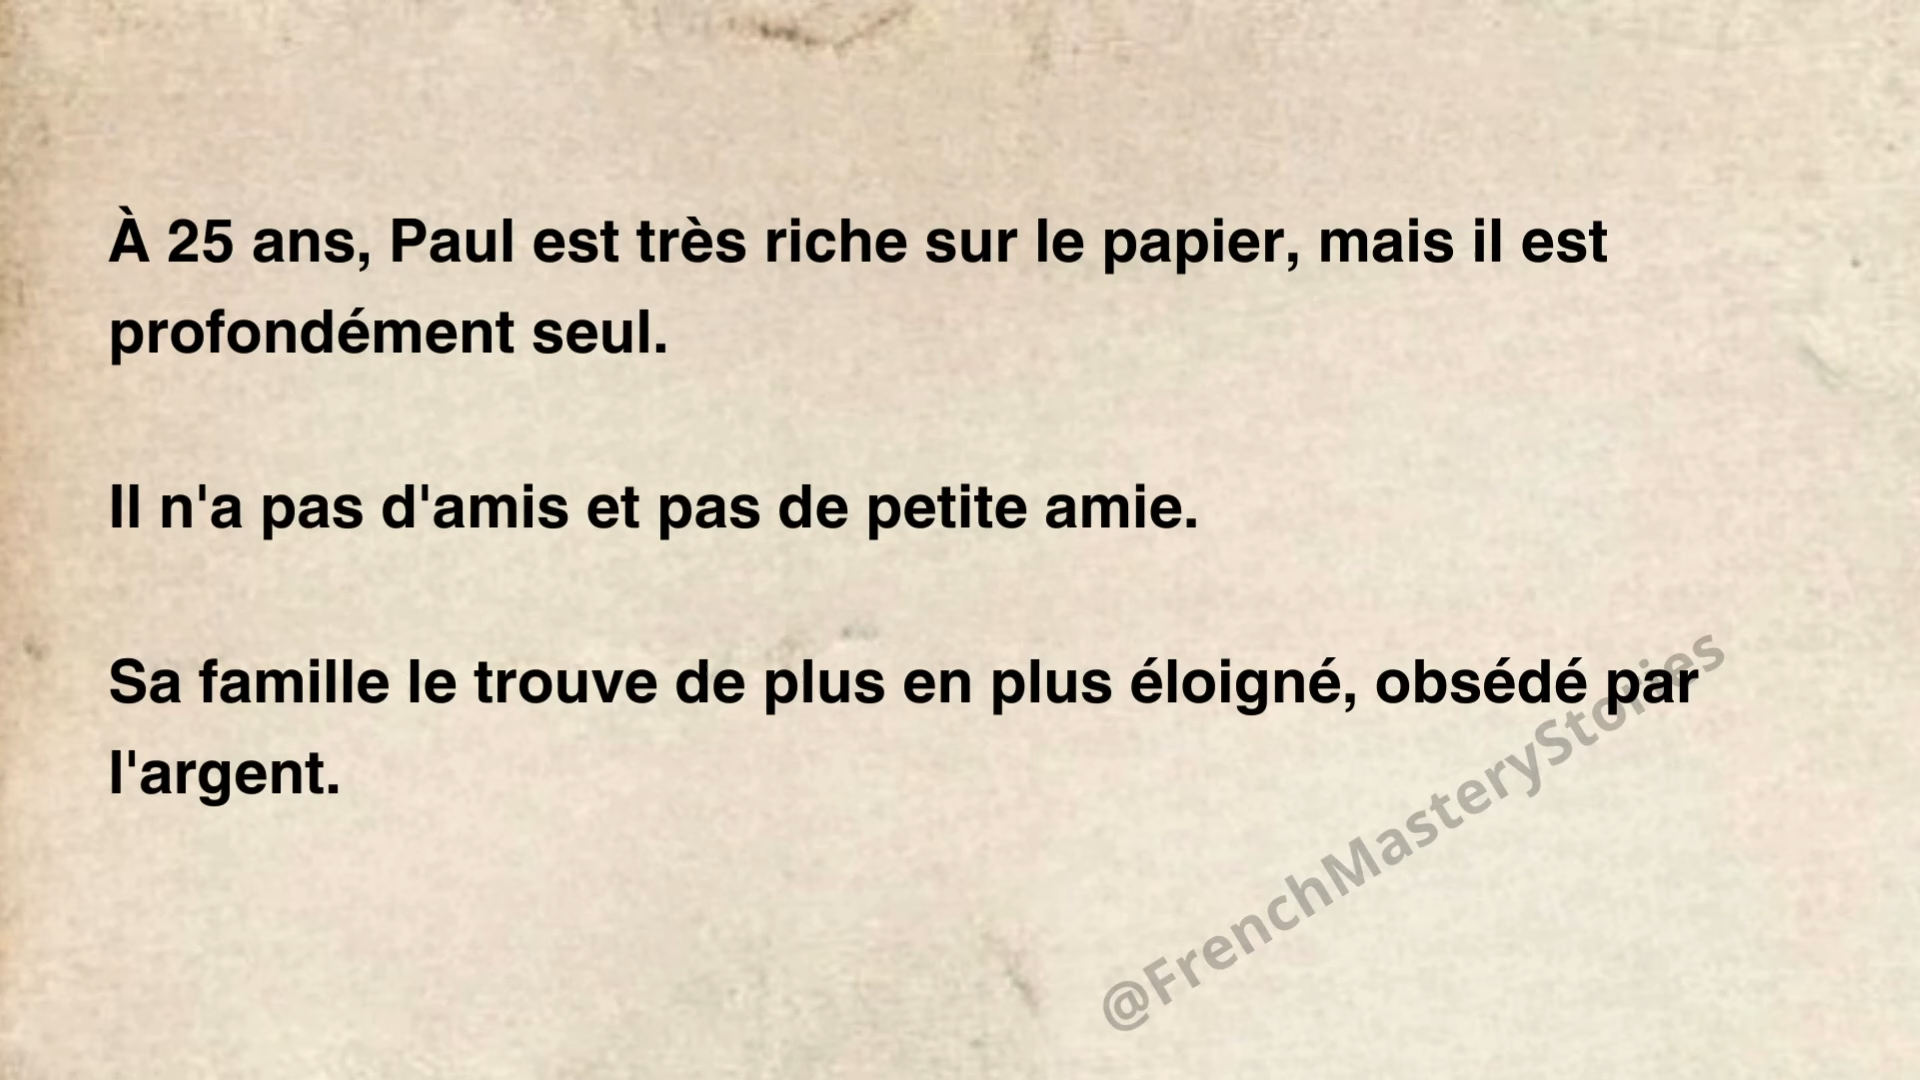 À 25 ans, Paul est très riche sur le papier, mais il est
profondément seul.
Il n'a pas d'amis et pas de petite amie.
Sa famille le trouve de plus en plus éloigné, obsédé par
l'argent.
@FrenchMasteryStories